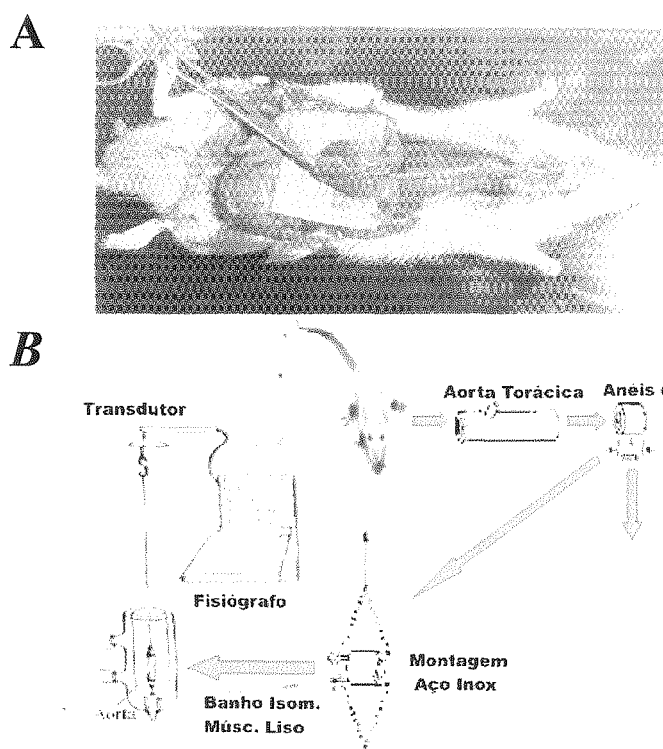 A
B
Transdutor
Aorta Torácica
Anéis
Fisiógrafo
Montagem
Aço Inox
Banho Isom.
Músc. Liso
Aorta